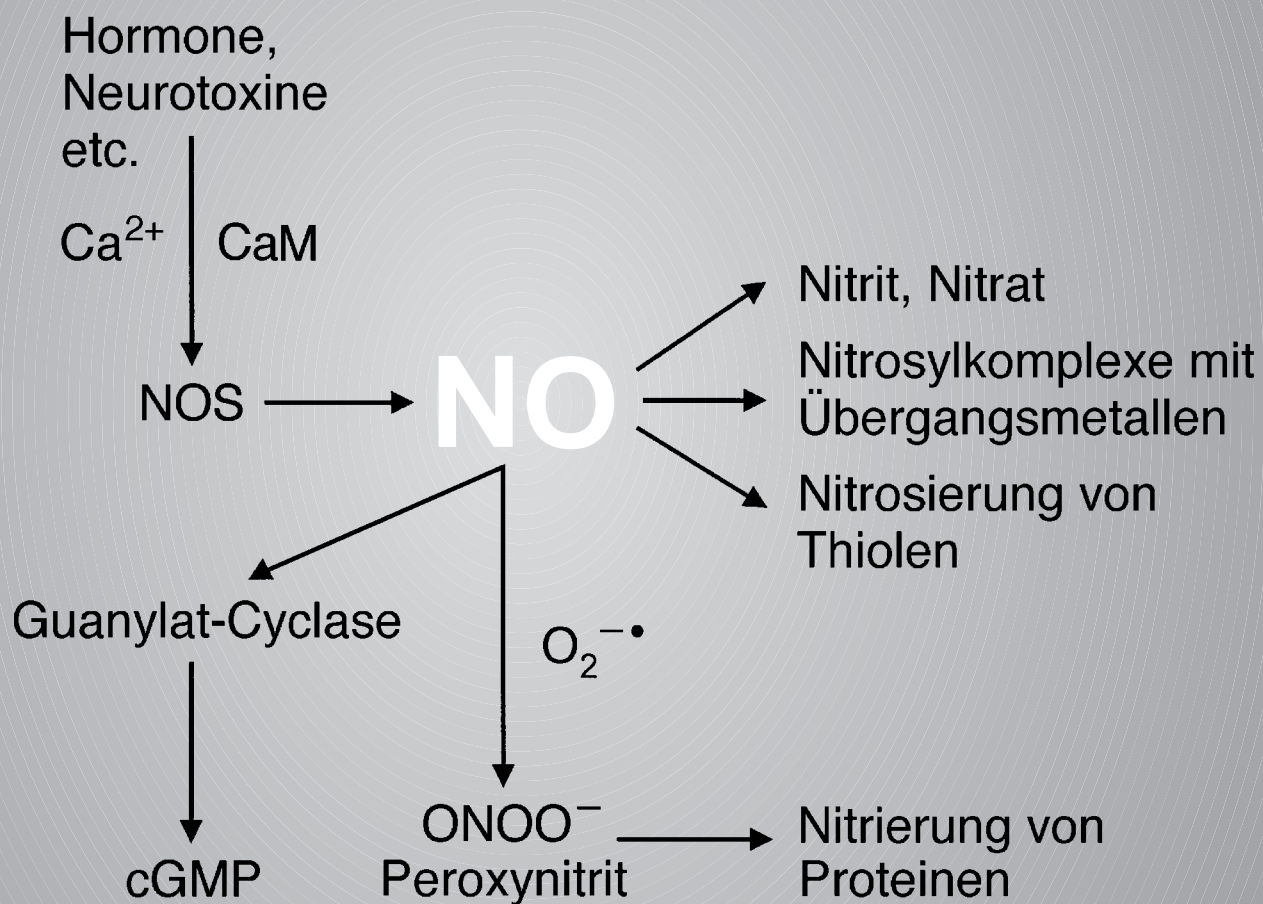 Hormone,
Neurotoxine
etc.
Ca²⁺ CaM
NOS
NO
Nitrit, Nitrat
Nitrosylkomplexe mit
Übergangsmetallen
Nitrosierung von
Thiolen
Guanylat-Cyclase
O₂⁻•
cGMP
ONOO⁻
Peroxynitrit
Nitrierung von
Proteinen